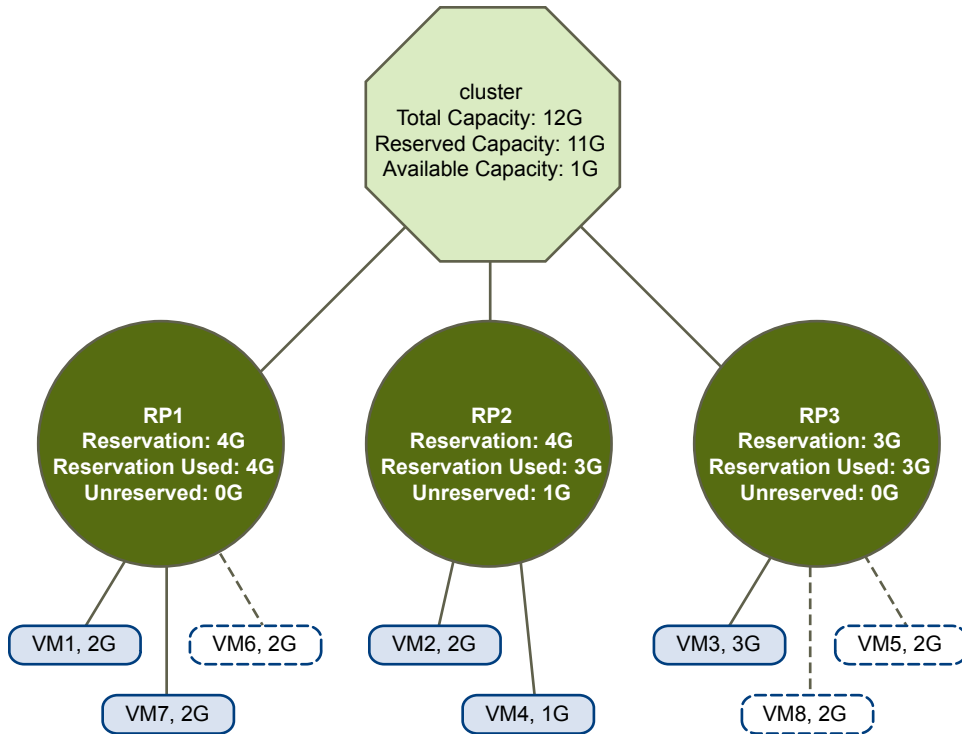 cluster
Total Capacity: 12G
Reserved Capacity: 11G
Available Capacity: 1G
RP1
Reservation: 4G
Reservation Used: 4G
Unreserved: 0G
RP2
Reservation: 4G
Reservation Used: 3G
Unreserved: 1G
RP3
Reservation: 3G
Reservation Used: 3G
Unreserved: 0G
VM1, 2G
VM6, 2G
VM2, 2G
VM3, 3G
VM5, 2G
VM7, 2G
VM4, 1G
VM8, 2G